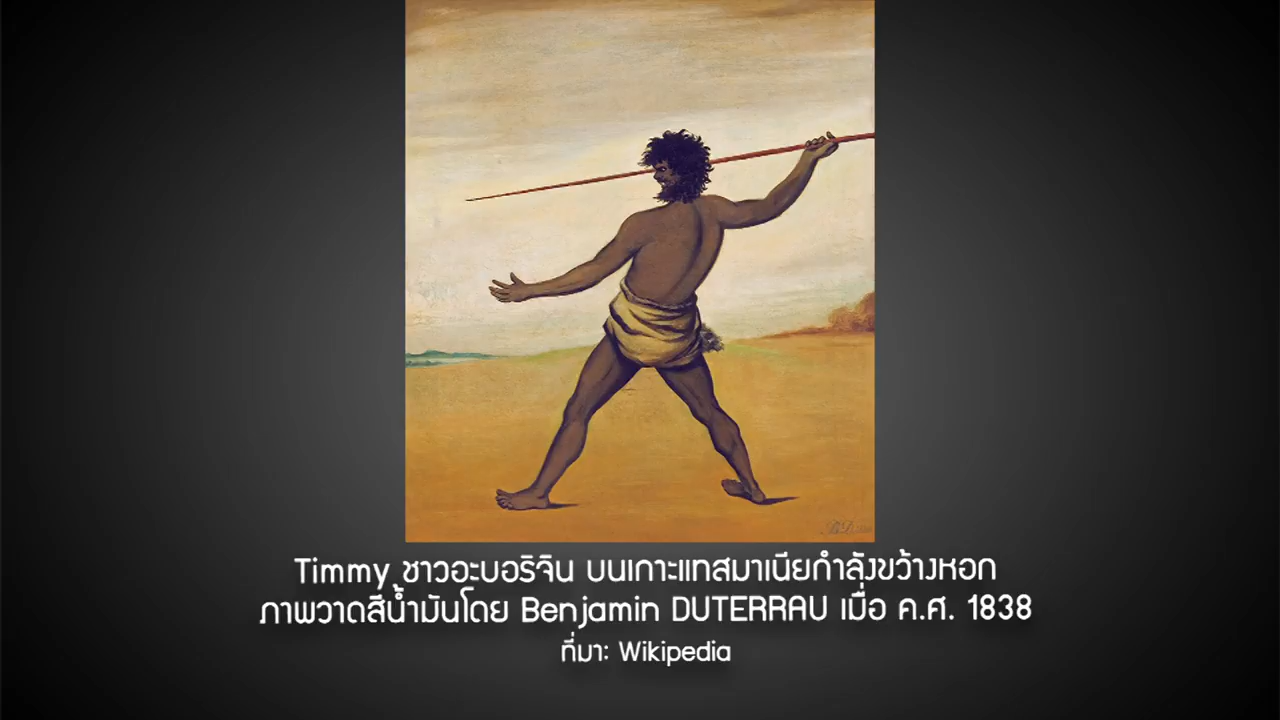 Timmy ชาวอะบอริจิน บนเกาะแทสมาเนียกำลังขว้างหอก
ภาพวาดสีน้ำมันโดย Benjamin DUTERRAU เมื่อ ค.ศ. 1838
ที่มา: Wikipedia